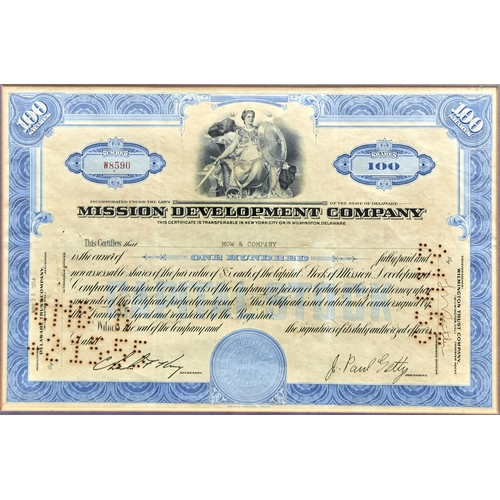 100 SHARES
100 SHARES
NUMBER
W8590
SHARES
100
INCORPORATED UNDER THE LAWS OF THE STATE OF DELAWARE
MISSION DEVELOPMENT COMPANY
THIS CERTIFICATE IS TRANSFERABLE IN NEW YORK CITY OR IN WILMINGTON, DELAWARE.
This Certifies that
MOW & COMPANY
is the owner of ONE HUNDRED fully paid and
non assessable shares of the par value of $5 each of the Capital Stock of Mission Development
Company transferable on the books of the Company in person or by duly authorized attorney upon
surrender of this Certificate properly endorsed. This Certificate is not valid until countersigned by
the Transfer Agent and registered by the Registrar.
Witness the seal of the Company and the signatures of its duly authorized officers.
Dated
SECRETARY.
J. Paul Getty
PRESIDENT.
WILMINGTON TRUST COMPANY